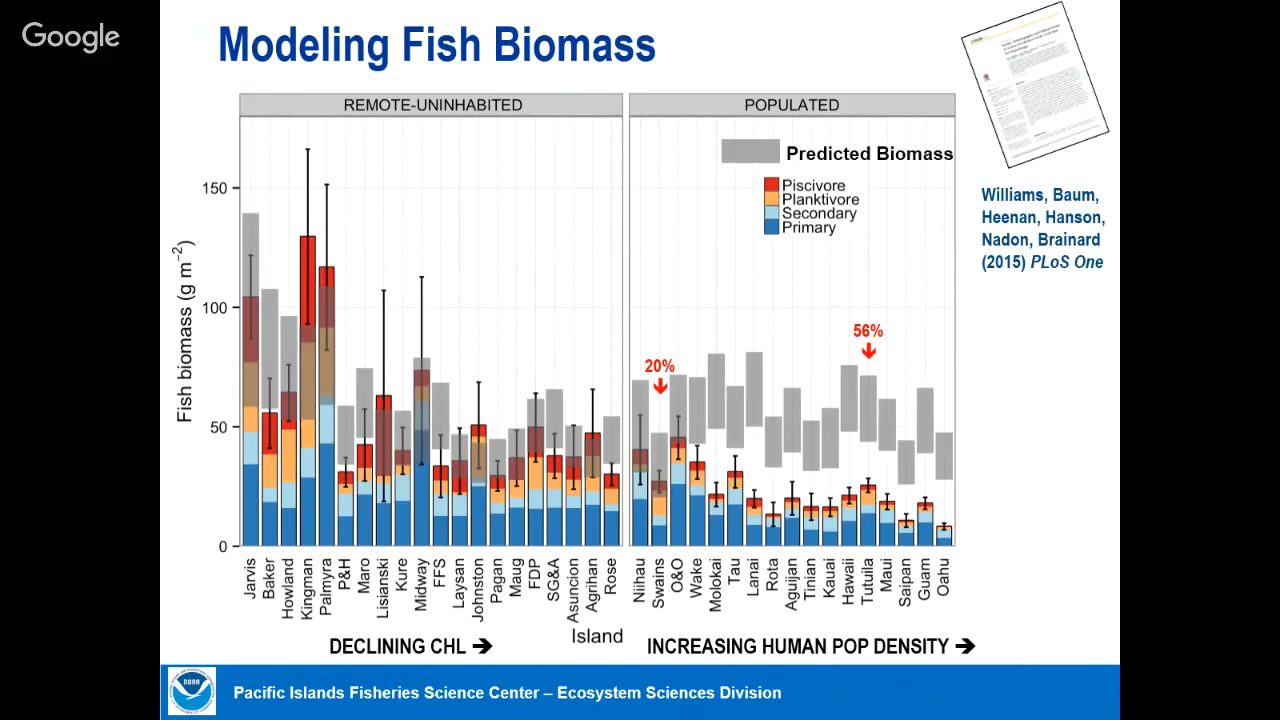 Google
Modeling Fish Biomass
REMOTE-UNINHABITED
POPULATED
Predicted Biomass
Piscivore
Planktivore
Secondary
Primary
Williams, Baum,
Heenan, Hanson,
Nadon, Brainard
(2015) PLoS One
Fish biomass (g m⁻²)
150
100
50
0
20%
56%
Jarvis
Baker
Howland
Kingman
Palmyra
P&H
Maro
Lisianski
Kure
Midway
FFS
Laysan
Johnston
Pagan
Maug
FDP
SG&A
Asuncion
Agrihan
Rose
Niihau
Swains
O&O
Wake
Molokai
Tau
Lanai
Rota
Aguijan
Tinian
Kauai
Hawaii
Tutuila
Maui
Saipan
Guam
Oahu
Island
DECLINING CHL ➔
INCREASING HUMAN POP DENSITY ➔
NOAA
Pacific Islands Fisheries Science Center – Ecosystem Sciences Division